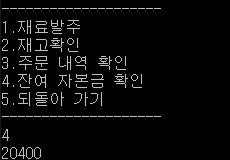 --------------------
1.재료발주
2.재고확인
3.주문 내역 확인
4.잔여 자본금 확인
5.되돌아 가기
--------------------
4
20400